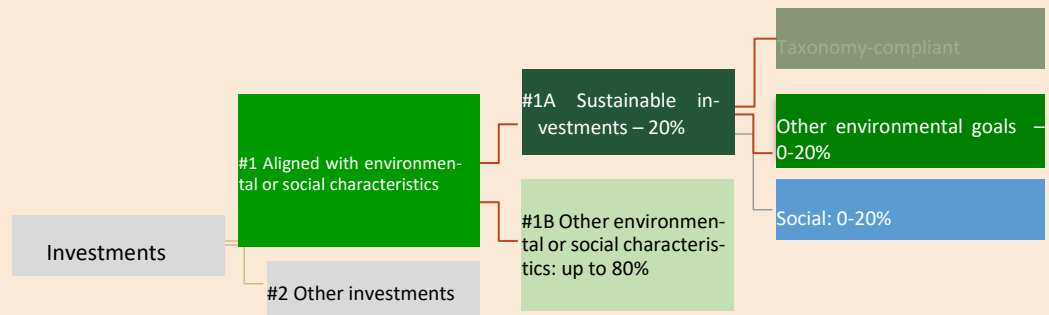 Investments
#1 Aligned with environmen-
tal or social characteristics
#2 Other investments
#1A Sustainable in-
vestments – 20%
#1B Other environmen-
tal or social characteris-
tics: up to 80%
Taxonomy-compliant
Other environmental goals –
0-20%
Social: 0-20%